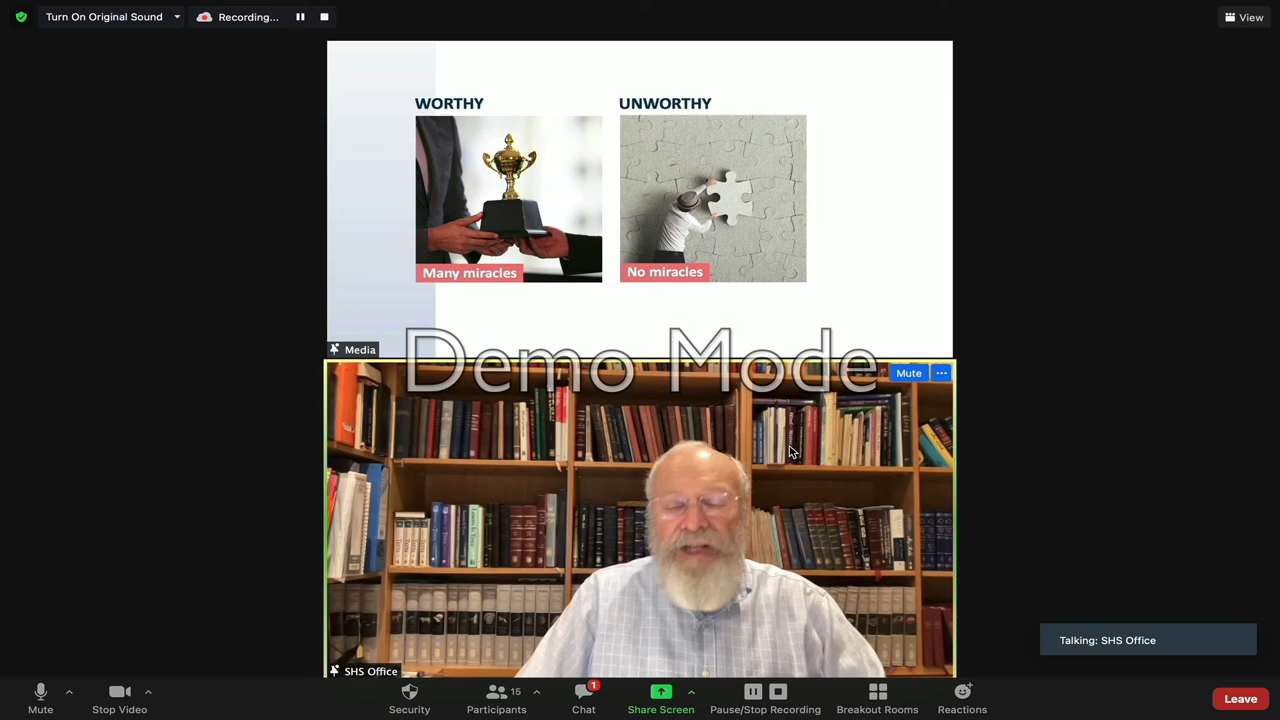 Turn On Original Sound
Recording...
View
WORTHY
UNWORTHY
Many miracles
No miracles
Media
Demo Mode
Mute
SHS Office
Talking: SHS Office
Mute
Stop Video
Security
15
Participants
1
Chat
Share Screen
Pause/Stop Recording
Breakout Rooms
Reactions
Leave